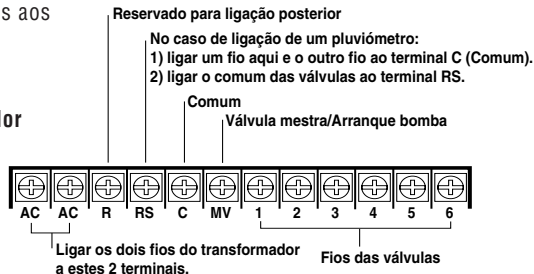 s aos
dor
Reservado para ligação posterior
No caso de ligação de um pluviómetro:
1) ligar um fio aqui e o outro fio ao terminal C (Comum).
2) ligar o comum das válvulas ao terminal RS.
Comum
Válvula mestra/Arranque bomba
AC AC R RS C MV 1 2 3 4 5 6
Ligar os dois fios do transformador
a estes 2 terminais.
Fios das válvulas